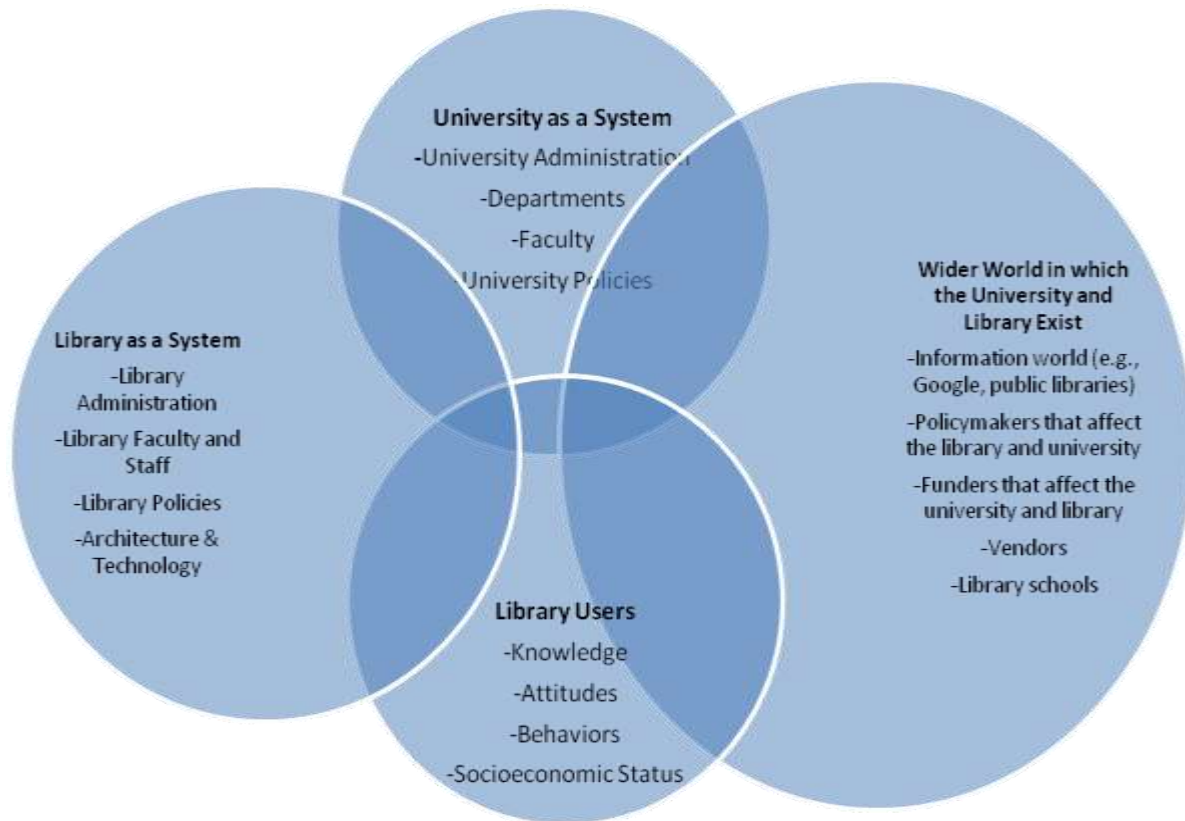 University as a System
-University Administration
-Departments
-Faculty
-University Policies
Library as a System
-Library
Administration
-Library Faculty and
Staff
-Library Policies
-Architecture &
Technology
Wider World in which
the University and
Library Exist
-Information world (e.g.,
Google, public libraries)
-Policymakers that affect
the library and university
-Funders that affect the
university and library
-Vendors
-Library schools
Library Users
-Knowledge
-Attitudes
-Behaviors
-Socioeconomic Status